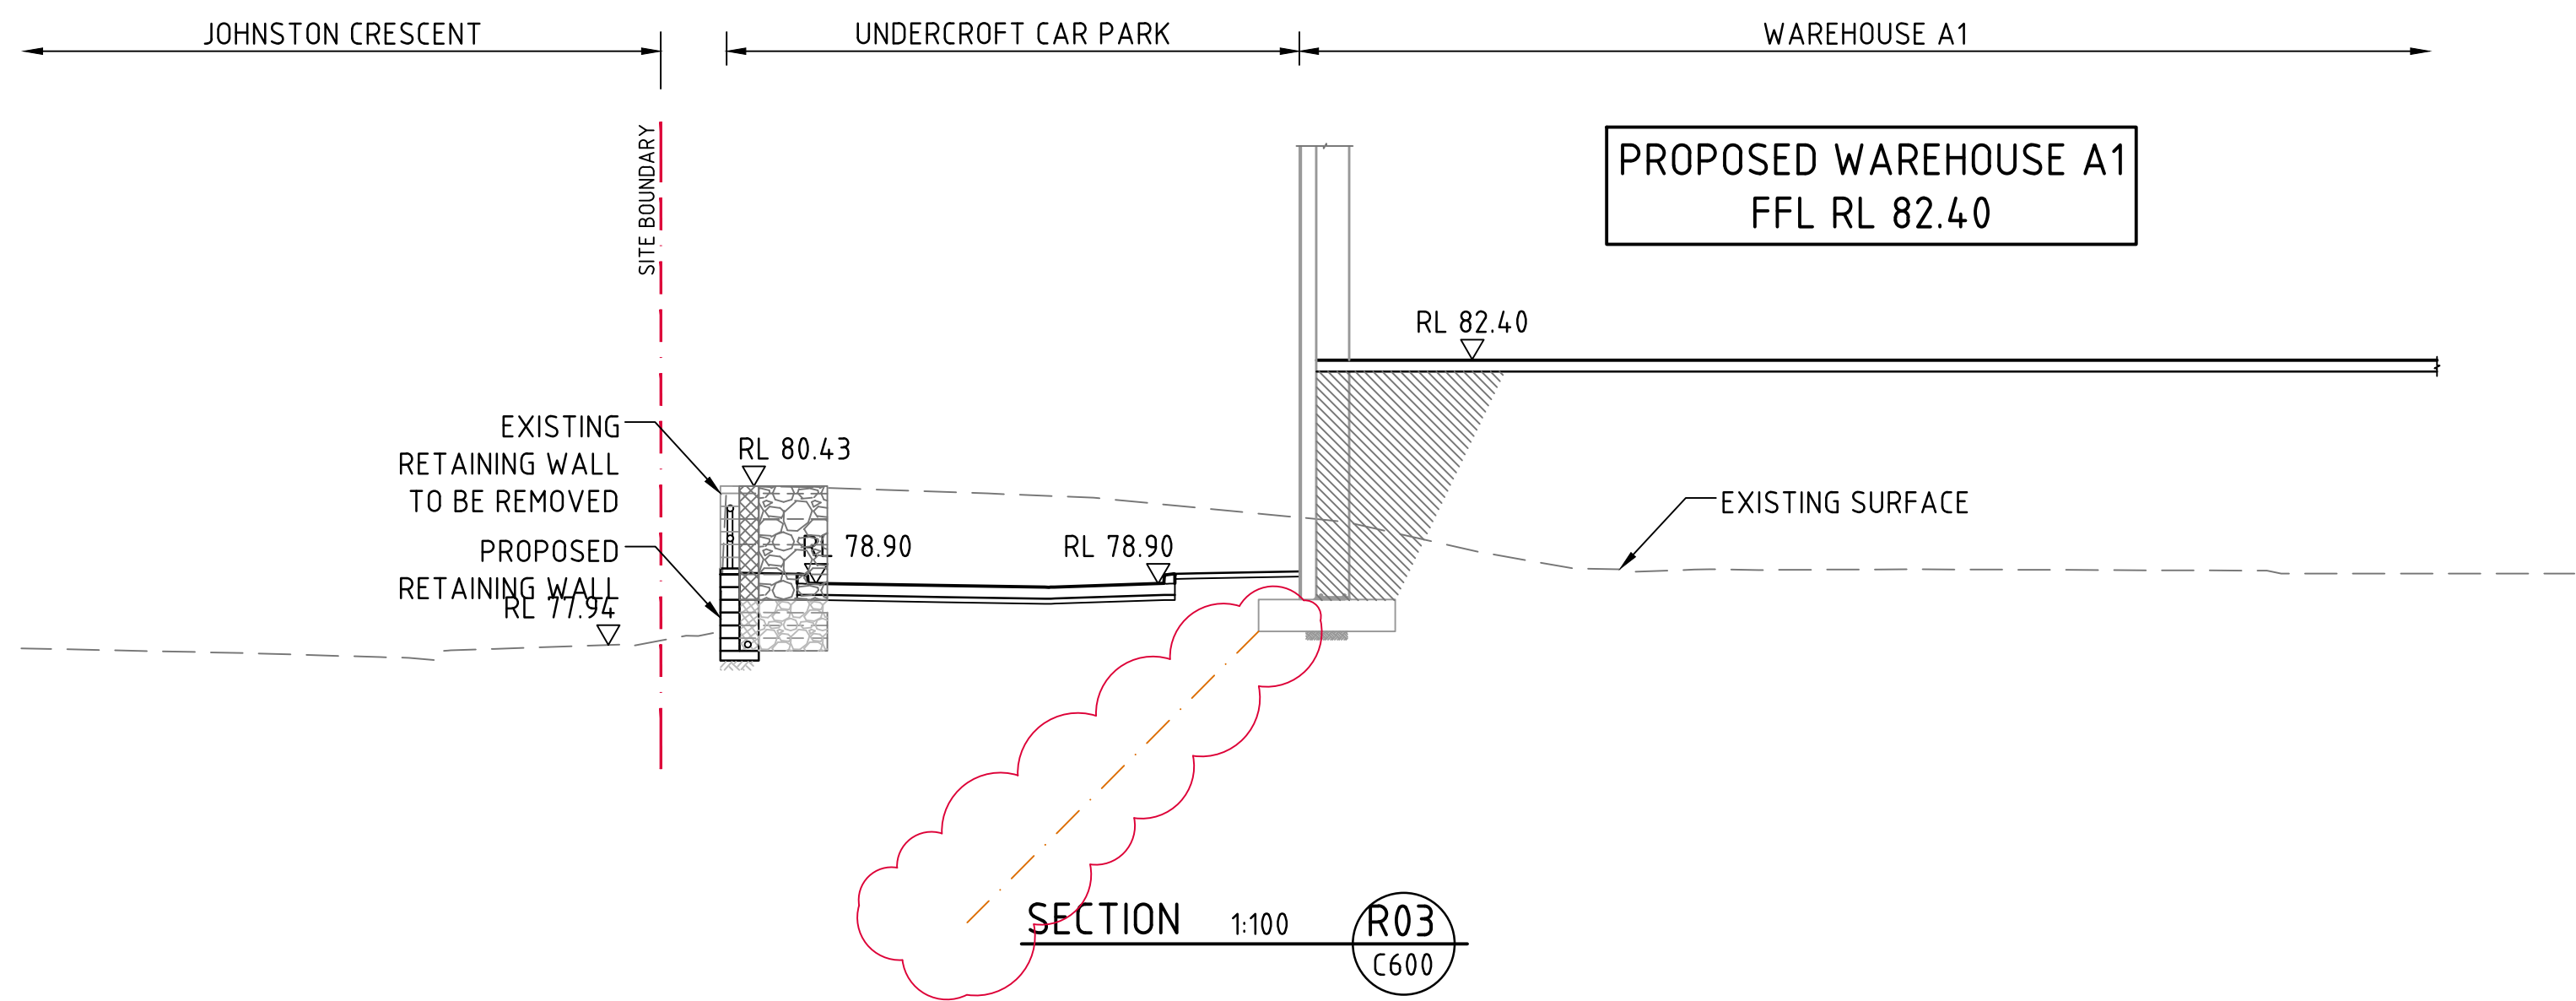 JOHNSTON CRESCENT
UNDERCROFT CAR PARK
WAREHOUSE A1
SITE BOUNDARY
PROPOSED WAREHOUSE A1
FFL RL 82.40
RL 82.40
EXISTING
RETAINING WALL
TO BE REMOVED
RL 80.43
EXISTING SURFACE
PROPOSED
RETAINING WALL
RL 78.90
RL 78.90
RL 77.94
SECTION 1:100
R03
C600